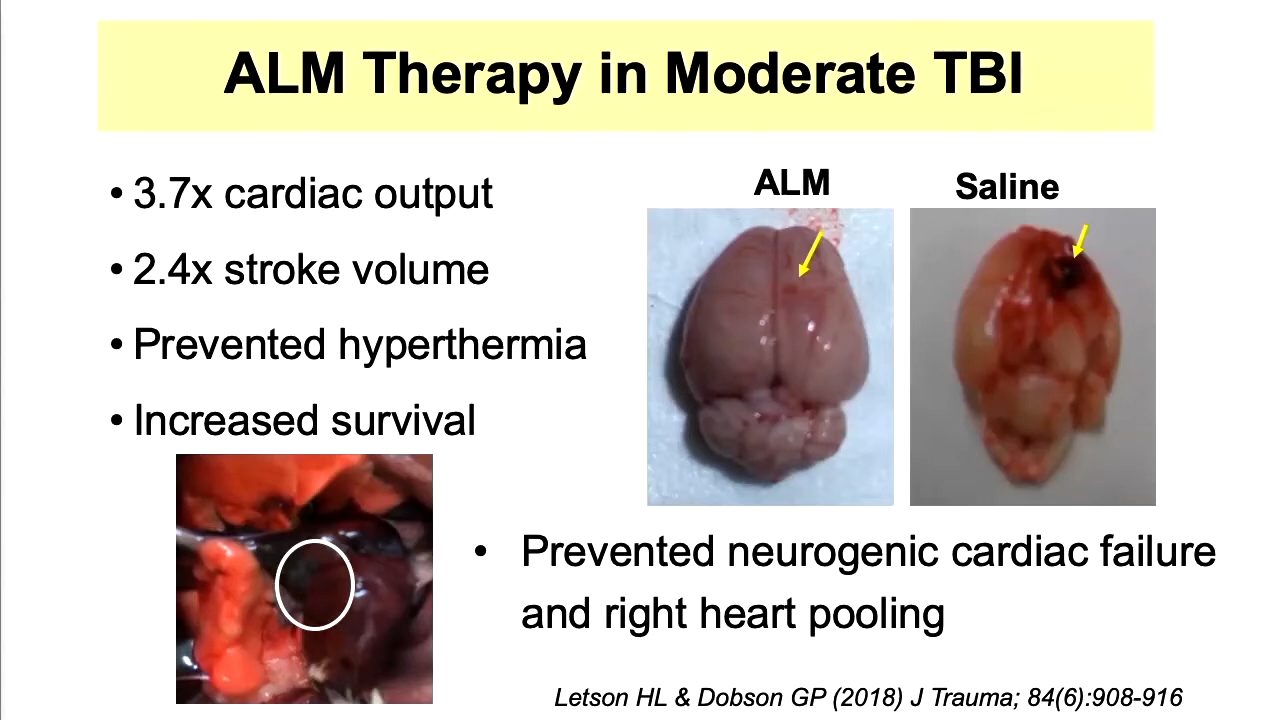 ALM Therapy in Moderate TBI
• 3.7x cardiac output
• 2.4x stroke volume
• Prevented hyperthermia
• Increased survival
ALM
Saline
• Prevented neurogenic cardiac failure
and right heart pooling
Letson HL & Dobson GP (2018) J Trauma; 84(6):908-916